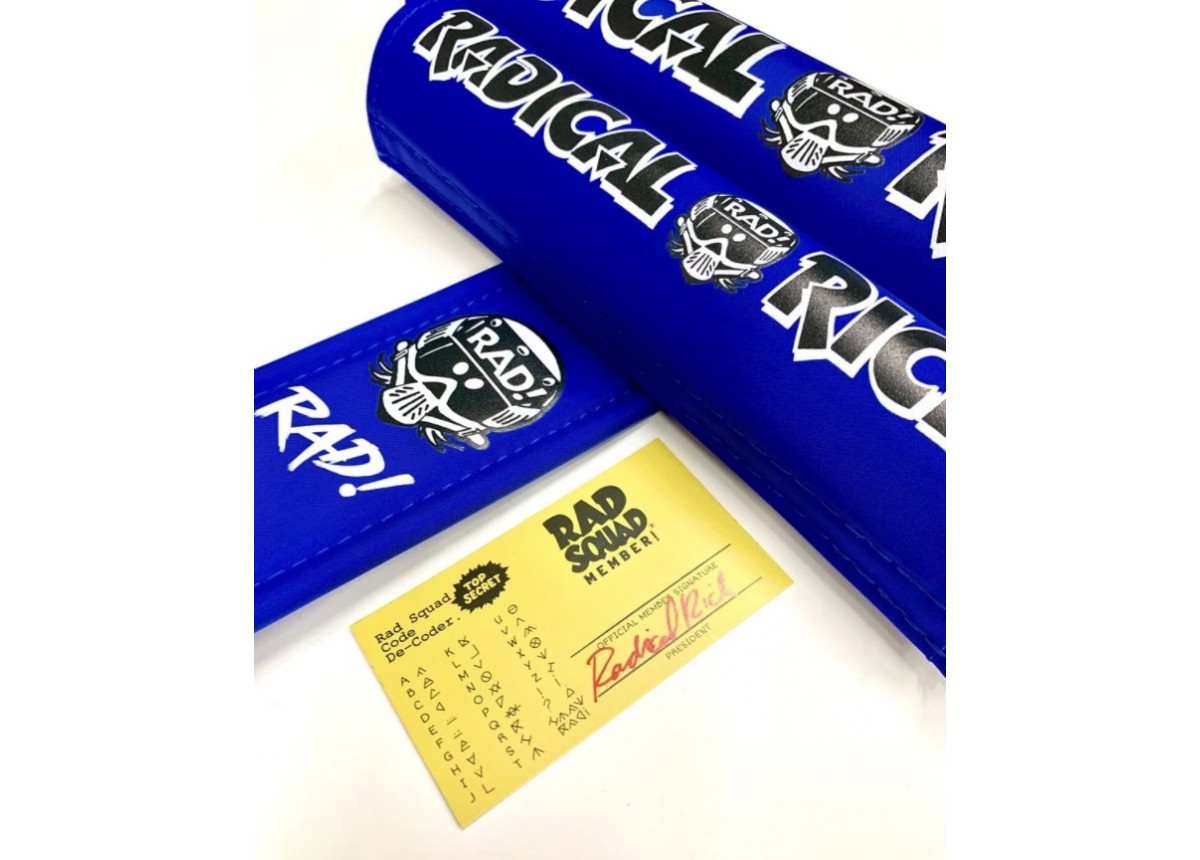 RADICAL
RAD!
RADICAL
RAD!
RICH
RAD!
RAD!
RAD
SQUAD
MEMBER!
Rad Squad
Code
De-Coder.
TOP
SECRET
OFFICIAL MEMBER SIGNATURE
Radical Rich
PRESIDENT
A
B
C
D
E
F
G
H
I
J
K
L
M
N
O
P
Q
R
S
T
U
V
W
X
Y
Z
!
?